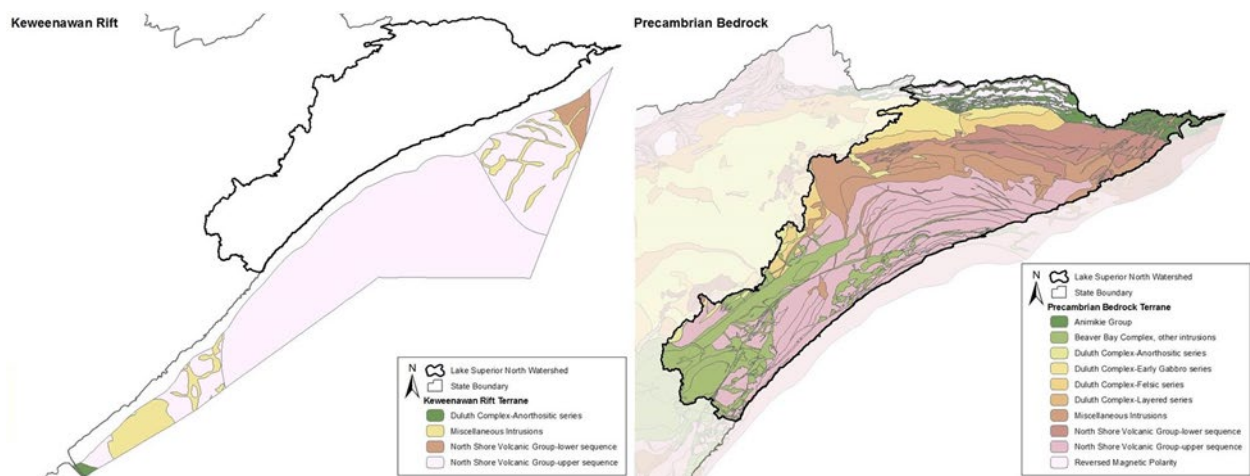 Keweenawan Rift
N
Lake Superior North Watershed
State Boundary
Keweenawan Rift Terrane
Duluth Complex-Anorthositic series
Miscellaneous Intrusions
North Shore Volcanic Group-lower sequence
North Shore Volcanic Group-upper sequence
Precambrian Bedrock
N
Lake Superior North Watershed
State Boundary
Precambrian Bedrock Terrane
Animikie Group
Beaver Bay Complex, other intrusions
Duluth Complex-Anorthositic series
Duluth Complex-Early Gabbro series
Duluth Complex-Felsic series
Duluth Complex-Layered series
Miscellaneous Intrusions
North Shore Volcanic Group-lower sequence
North Shore Volcanic Group-upper sequence
Reversed Magnetic Polarity